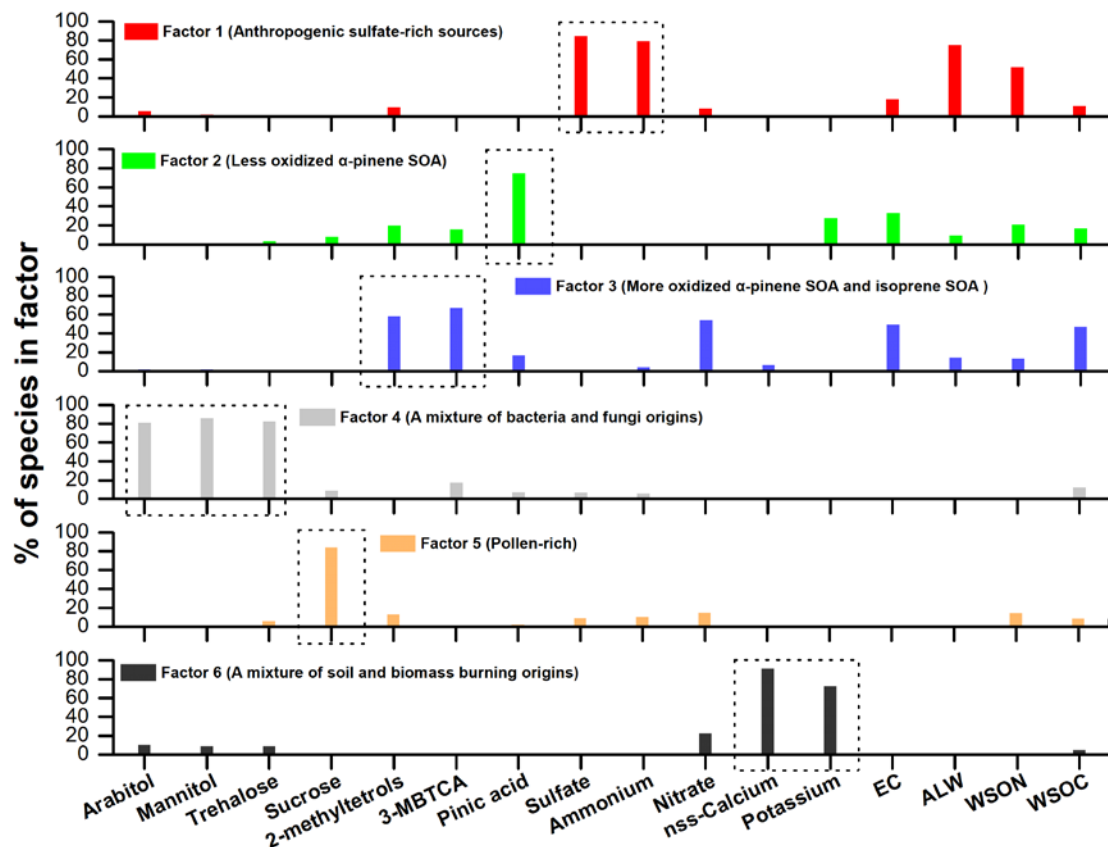 % of species in factor
100
80
60
40
20
0
Factor 1 (Anthropogenic sulfate-rich sources)
100
80
60
40
20
0
Factor 2 (Less oxidized α-pinene SOA)
100
80
60
40
20
0
Factor 3 (More oxidized α-pinene SOA and isoprene SOA )
100
80
60
40
20
0
Factor 4 (A mixture of bacteria and fungi origins)
100
80
60
40
20
0
Factor 5 (Pollen-rich)
100
80
60
40
20
0
Factor 6 (A mixture of soil and biomass burning origins)
Arabitol
Mannitol
Trehalose
Sucrose
2-methyltetrols
3-MBTCA
Pinic acid
Sulfate
Ammonium
Nitrate
nss-Calcium
Potassium
EC
ALW
WSON
WSOC